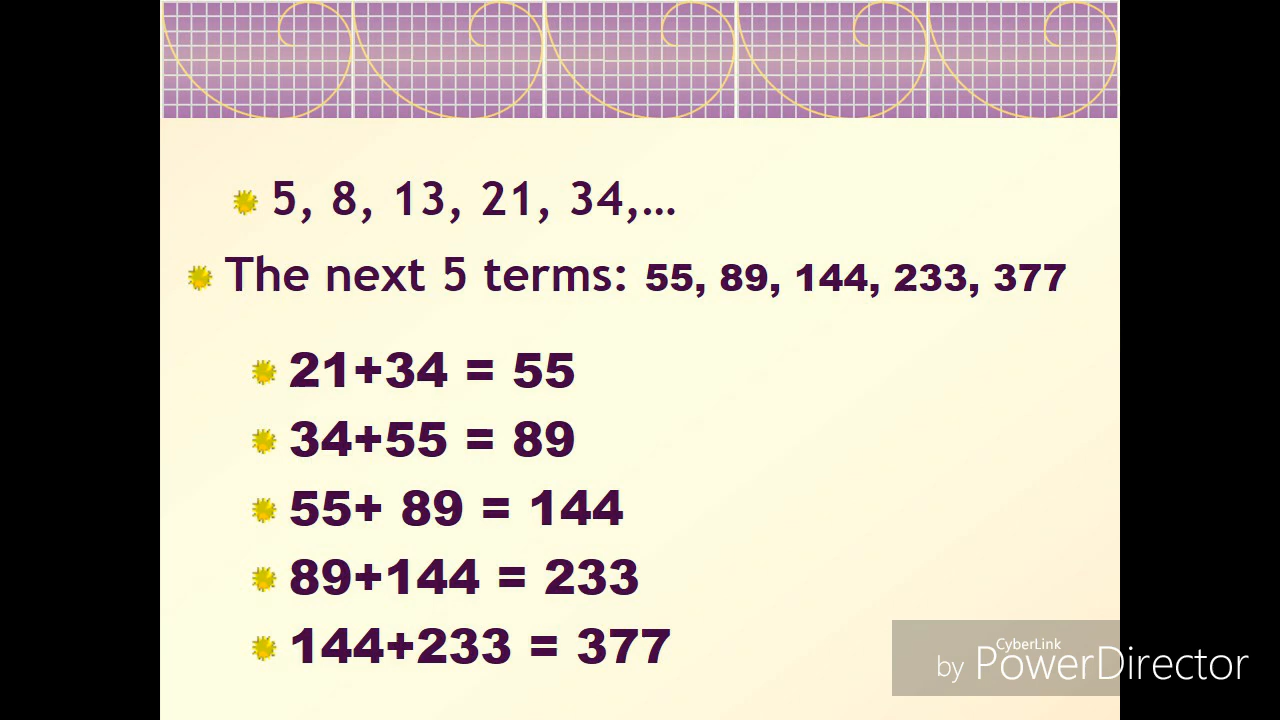 5, 8, 13, 21, 34,...
The next 5 terms: 55, 89, 144, 233, 377
21+34 = 55
34+55 = 89
55+ 89 = 144
89+144 = 233
144+233 = 377
CyberLink
by PowerDirector